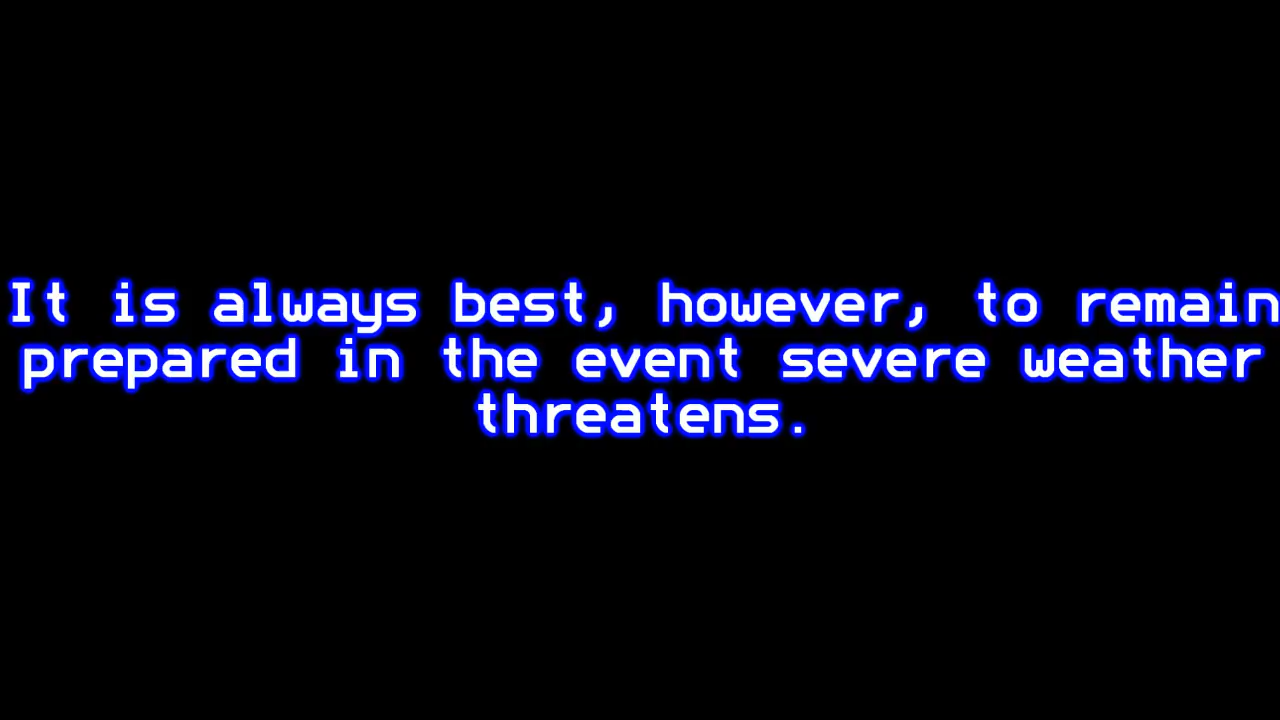 It is always best, however, to remain
prepared in the event severe weather
threatens.